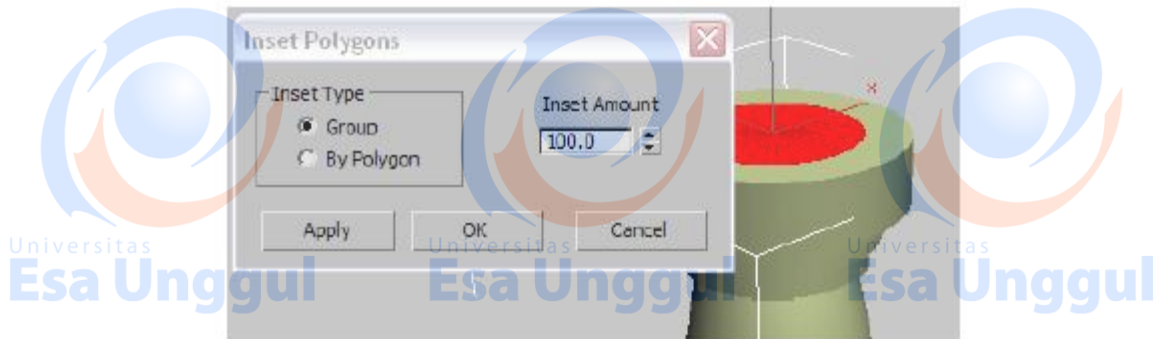 Inset Polygons
Inset Type
Group
By Polygon
Inset Amount
100.0
Apply
OK
Cancel
x
Universitas
Esa Unggul
Universitas
Esa Unggul
Universitas
Esa Unggul